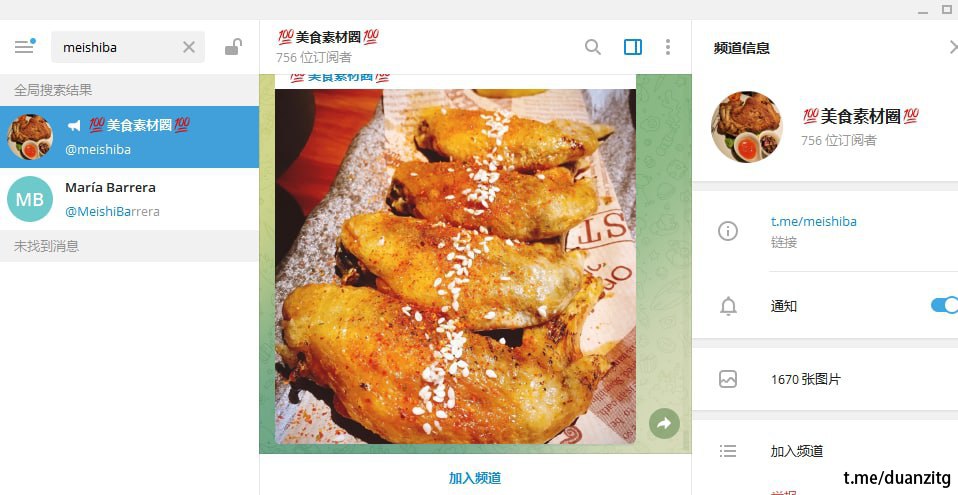 meishiba
全局搜索结果
💯美食素材圈💯
@meishiba
MB
María Barrera
@MeishiBarrera
未找到消息
💯美食素材圈💯
756 位订阅者
💯美食素材圈💯
ST
加入频道
频道信息
💯美食素材圈💯
756 位订阅者
t.me/meishiba
链接
通知
1670 张图片
加入频道
t.me/duanzitg